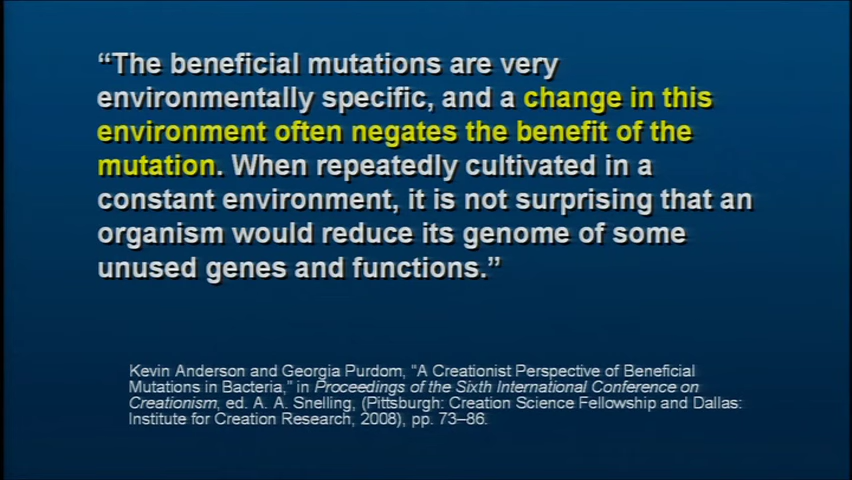 “The beneficial mutations are very
environmentally specific, and a change in this
environment often negates the benefit of the
mutation. When repeatedly cultivated in a
constant environment, it is not surprising that an
organism would reduce its genome of some
unused genes and functions.”
Kevin Anderson and Georgia Purdom, “A Creationist Perspective of Beneficial
Mutations in Bacteria,” in Proceedings of the Sixth International Conference on
Creationism, ed. A. A. Snelling, (Pittsburgh: Creation Science Fellowship and Dallas:
Institute for Creation Research, 2008), pp. 73–86.